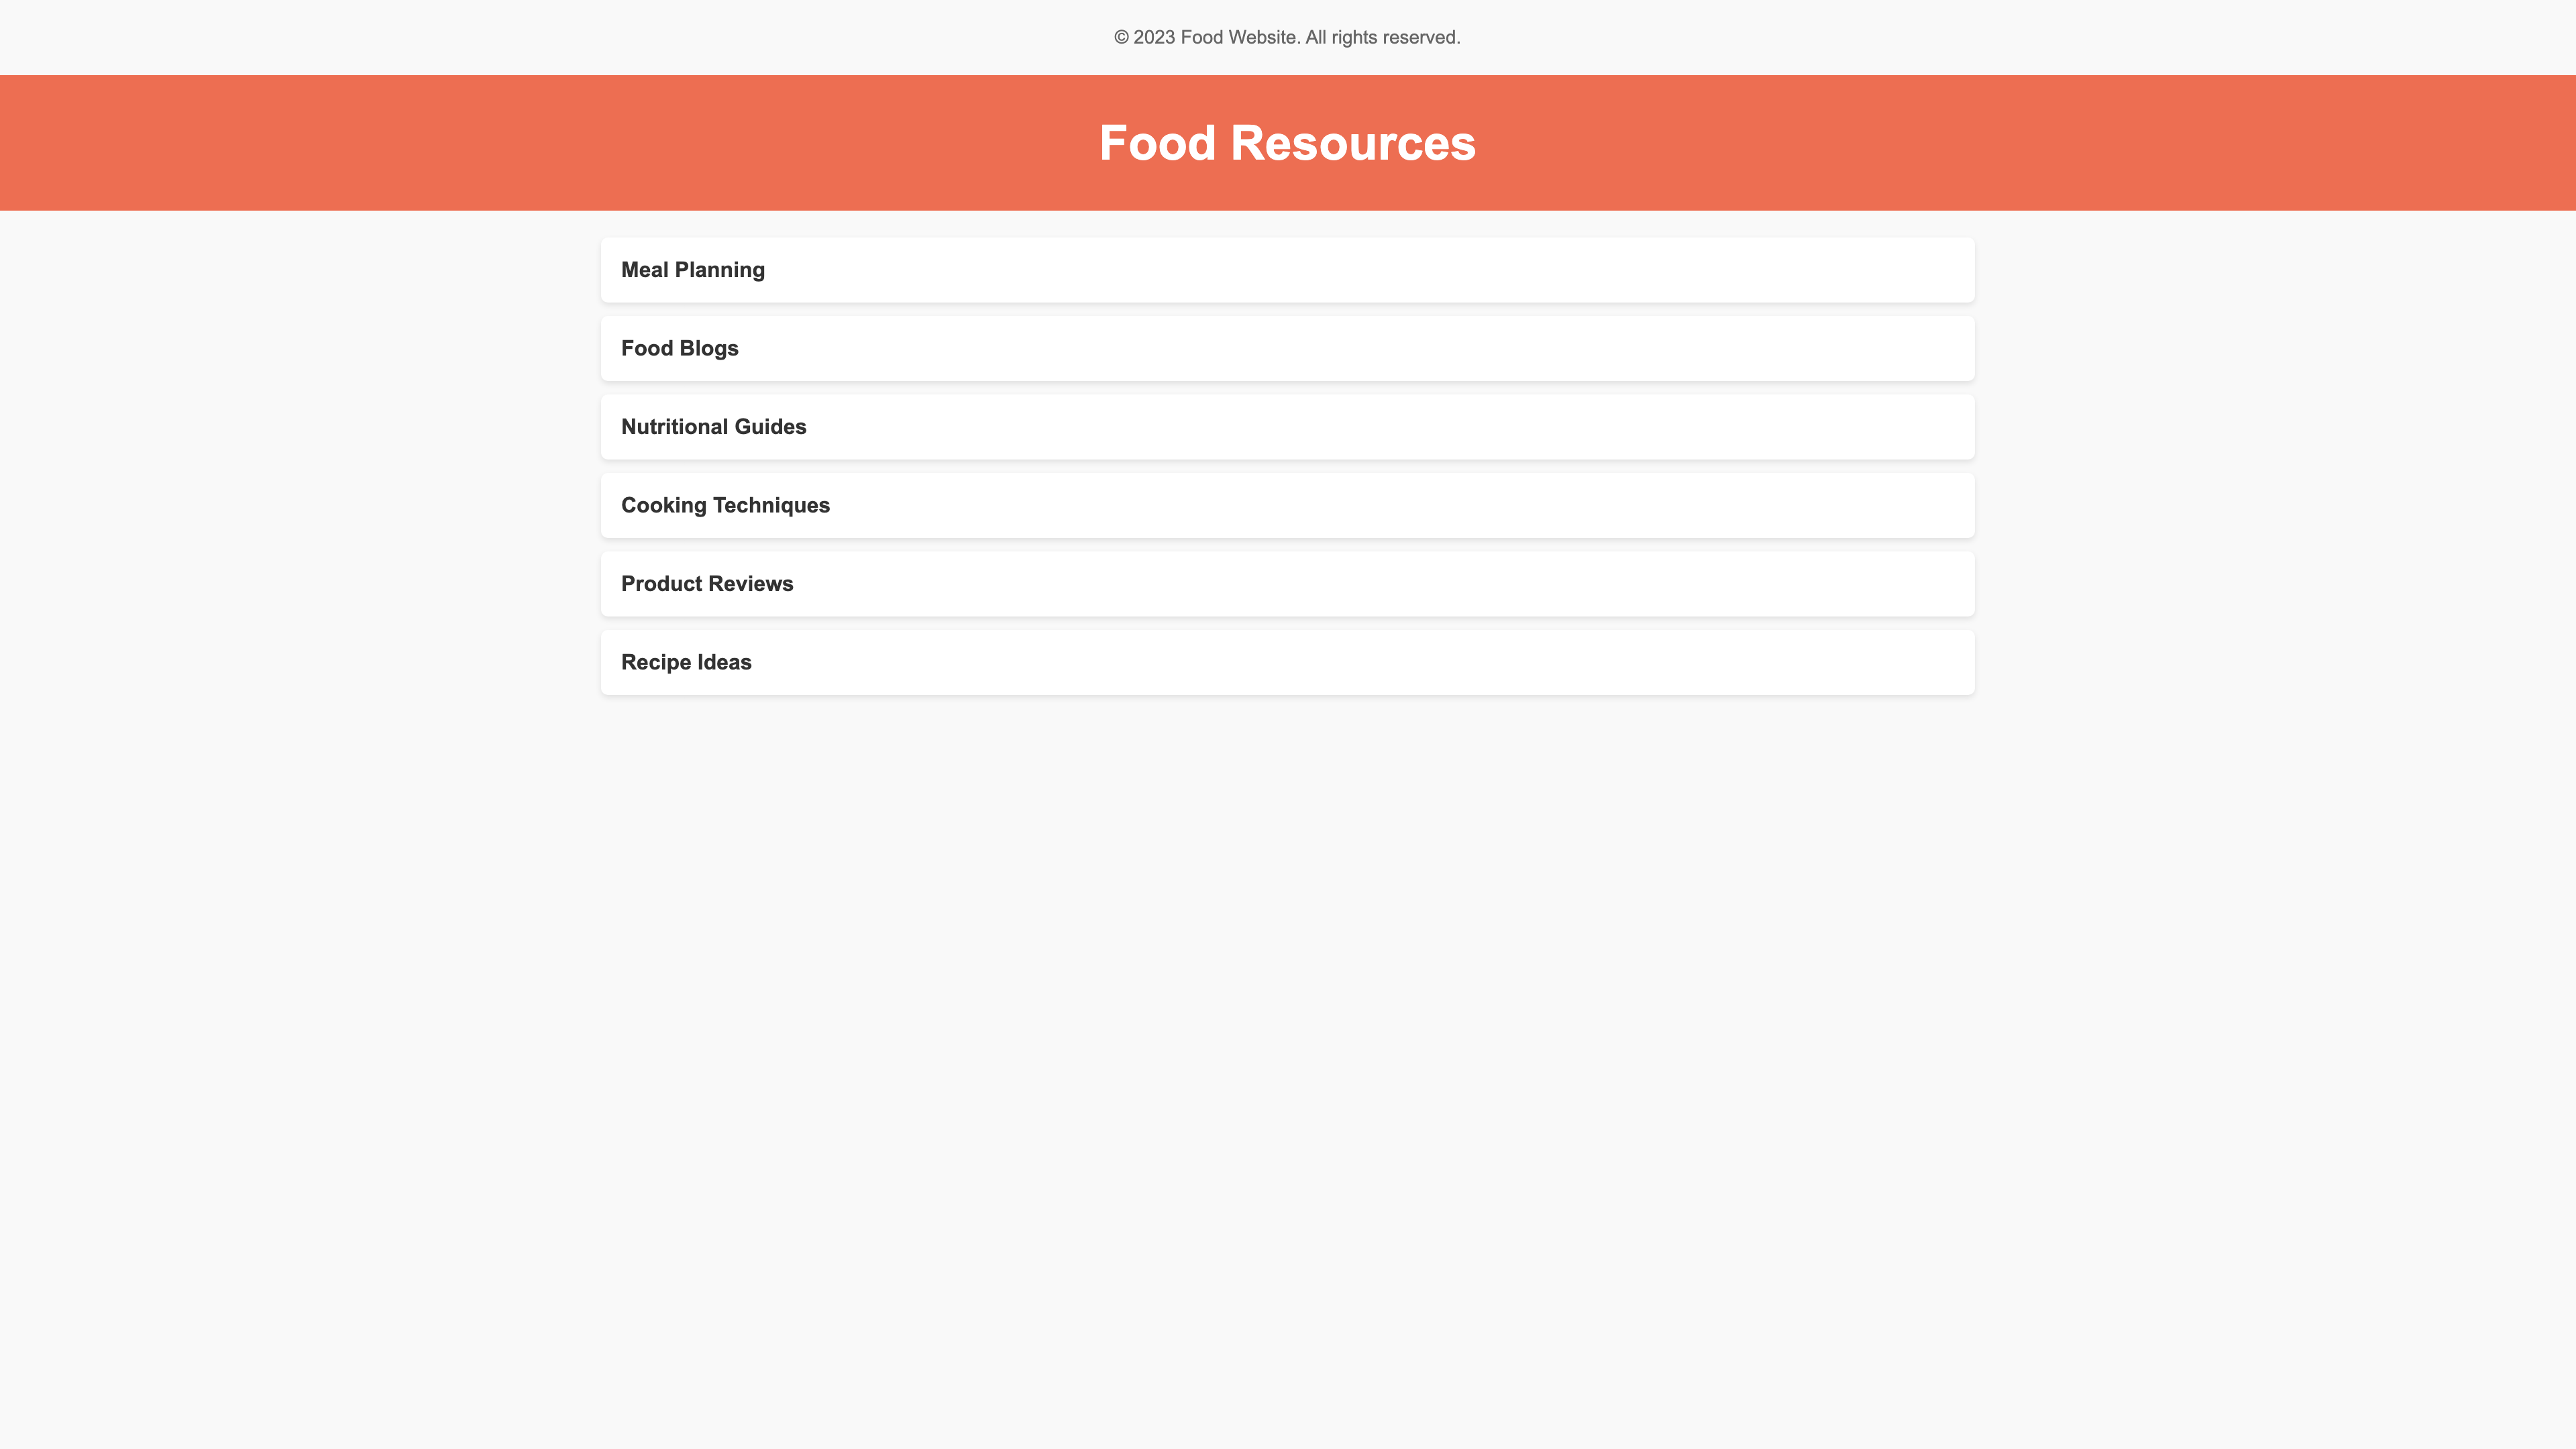 © 2023 Food Website. All rights reserved.
Food Resources
Meal Planning
Food Blogs
Nutritional Guides
Cooking Techniques
Product Reviews
Recipe Ideas